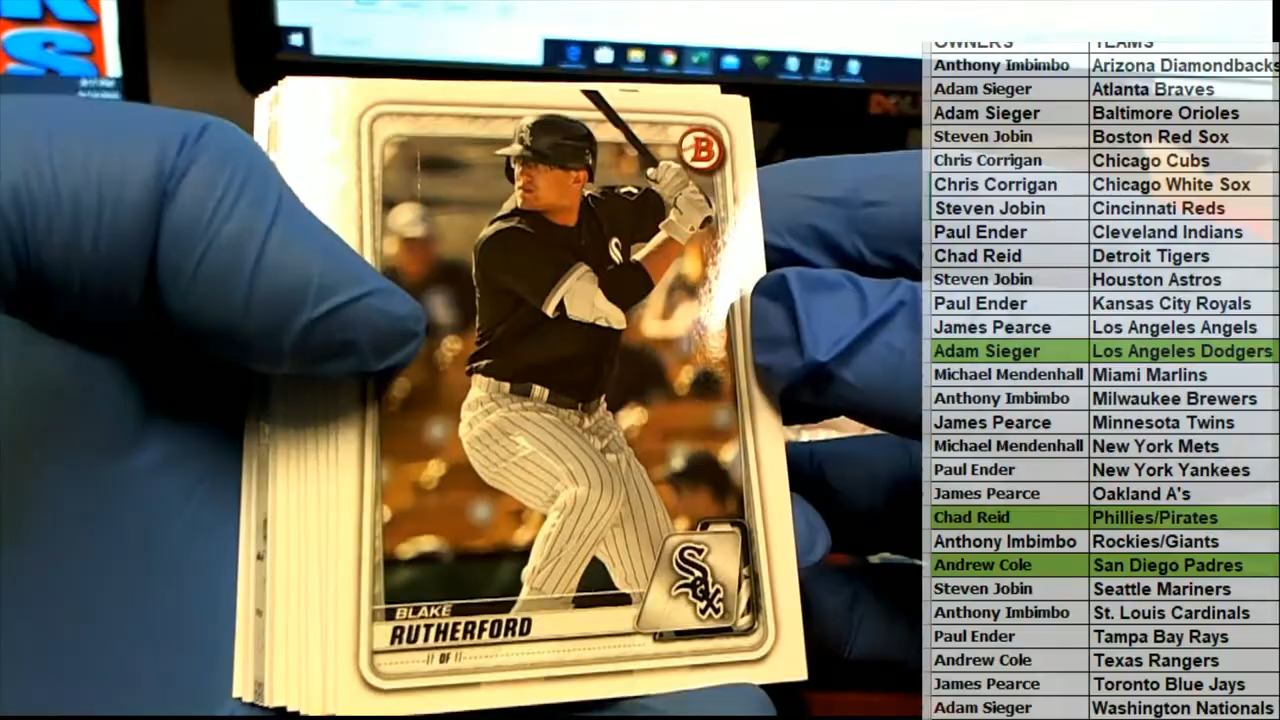 KS
B
BLAKE
RUTHERFORD
OF
Sox
OWNERS TEAMS
Anthony Imbimbo Arizona Diamondbacks
Adam Sieger Atlanta Braves
Adam Sieger Baltimore Orioles
Steven Jobin Boston Red Sox
Chris Corrigan Chicago Cubs
Chris Corrigan Chicago White Sox
Steven Jobin Cincinnati Reds
Paul Ender Cleveland Indians
Chad Reid Detroit Tigers
Steven Jobin Houston Astros
Paul Ender Kansas City Royals
James Pearce Los Angeles Angels
Adam Sieger Los Angeles Dodgers
Michael Mendenhall Miami Marlins
Anthony Imbimbo Milwaukee Brewers
James Pearce Minnesota Twins
Michael Mendenhall New York Mets
Paul Ender New York Yankees
James Pearce Oakland A's
Chad Reid Phillies/Pirates
Anthony Imbimbo Rockies/Giants
Andrew Cole San Diego Padres
Steven Jobin Seattle Mariners
Anthony Imbimbo St. Louis Cardinals
Paul Ender Tampa Bay Rays
Andrew Cole Texas Rangers
James Pearce Toronto Blue Jays
Adam Sieger Washington Nationals